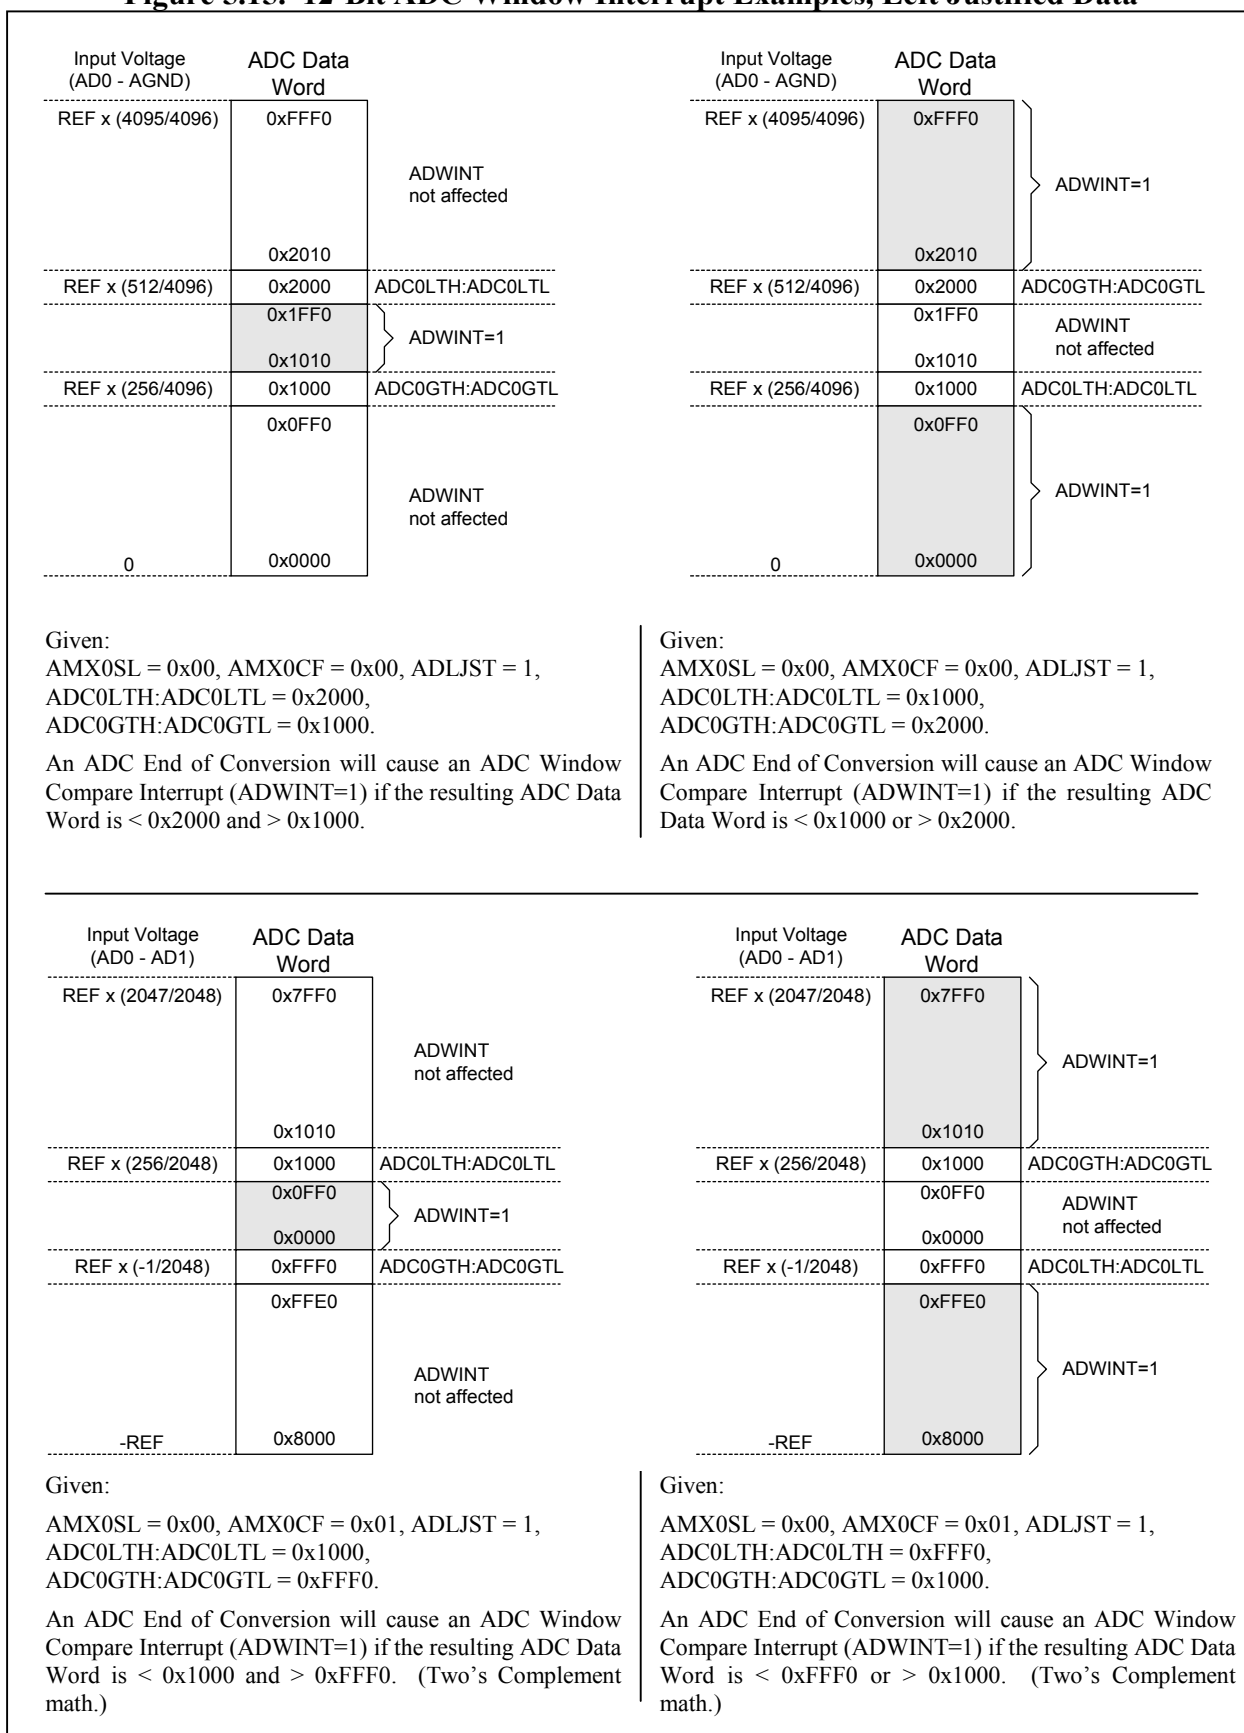 Figure 5.15. 12-Bit ADC Window Interrupt Examples, Left Justified Data
Input Voltage
(AD0 - AGND)
ADC Data
Word
REF x (4095/4096)
0xFFF0
ADWINT
not affected
0x2010
REF x (512/4096)
0x2000
ADC0LTH:ADC0LTL
0x1FF0
ADWINT=1
0x1010
REF x (256/4096)
0x1000
ADC0GTH:ADC0GTL
0x0FF0
ADWINT
not affected
0
0x0000
Input Voltage
(AD0 - AGND)
ADC Data
Word
REF x (4095/4096)
0xFFF0
ADWINT=1
0x2010
REF x (512/4096)
0x2000
ADC0GTH:ADC0GTL
0x1FF0
ADWINT
not affected
0x1010
REF x (256/4096)
0x1000
ADC0LTH:ADC0LTL
0x0FF0
ADWINT=1
0
0x0000
Given:
AMX0SL = 0x00, AMX0CF = 0x00, ADLJST = 1,
ADC0LTH:ADC0LTL = 0x2000,
ADC0GTH:ADC0GTL = 0x1000.
An ADC End of Conversion will cause an ADC Window
Compare Interrupt (ADWINT=1) if the resulting ADC Data
Word is < 0x2000 and > 0x1000.
Given:
AMX0SL = 0x00, AMX0CF = 0x00, ADLJST = 1,
ADC0LTH:ADC0LTL = 0x1000,
ADC0GTH:ADC0GTL = 0x2000.
An ADC End of Conversion will cause an ADC Window
Compare Interrupt (ADWINT=1) if the resulting ADC
Data Word is < 0x1000 or > 0x2000.
Input Voltage
(AD0 - AD1)
ADC Data
Word
REF x (2047/2048)
0x7FF0
ADWINT
not affected
0x1010
REF x (256/2048)
0x1000
ADC0LTH:ADC0LTL
0x0FF0
ADWINT=1
0x0000
REF x (-1/2048)
0xFFF0
ADC0GTH:ADC0GTL
0xFFE0
ADWINT
not affected
-REF
0x8000
Input Voltage
(AD0 - AD1)
ADC Data
Word
REF x (2047/2048)
0x7FF0
ADWINT=1
0x1010
REF x (256/2048)
0x1000
ADC0GTH:ADC0GTL
0x0FF0
ADWINT
not affected
0x0000
REF x (-1/2048)
0xFFF0
ADC0LTH:ADC0LTL
0xFFE0
ADWINT=1
-REF
0x8000
Given:
AMX0SL = 0x00, AMX0CF = 0x01, ADLJST = 1,
ADC0LTH:ADC0LTL = 0x1000,
ADC0GTH:ADC0GTL = 0xFFF0.
An ADC End of Conversion will cause an ADC Window
Compare Interrupt (ADWINT=1) if the resulting ADC Data
Word is < 0x1000 and > 0xFFF0. (Two's Complement
math.)
Given:
AMX0SL = 0x00, AMX0CF = 0x01, ADLJST = 1,
ADC0LTH:ADC0LTH = 0xFFF0,
ADC0GTH:ADC0GTL = 0x1000.
An ADC End of Conversion will cause an ADC Window
Compare Interrupt (ADWINT=1) if the resulting ADC Data
Word is < 0xFFF0 or > 0x1000. (Two's Complement
math.)